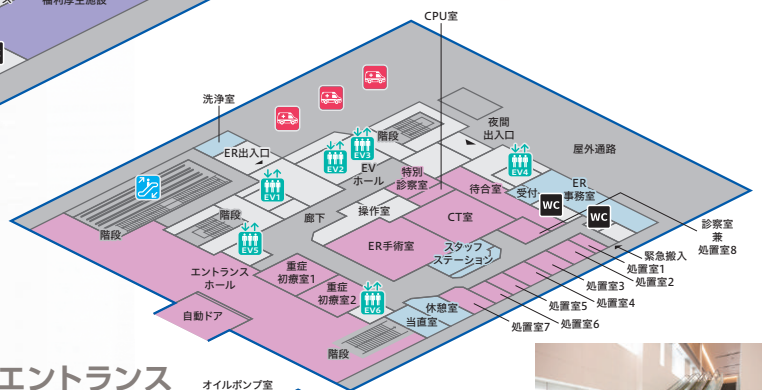 福利厚生施設
CPU室
洗浄室
ER出入口
階段
夜間
出入口
屋外通路
EV1
EV2
EV3
EV4
EV
ホール
特別
診察室
待合室
受付
ER
事務室
WC
WC
階段
階段
廊下
操作室
CT室
ER手術室
スタッフ
ステーション
診察室
兼
処置室8
緊急搬入
処置室1
処置室2
処置室3
処置室4
処置室5
処置室6
処置室7
EV5
エントランス
ホール
重症
初療室1
重症
初療室2
EV6
休憩室
当直室
自動ドア
階段
エントランス
オイルポンプ室